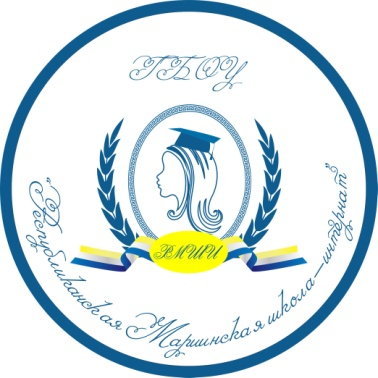 ГБОУ
РМШИ
"Республиканская Мариинская школа-интернат"